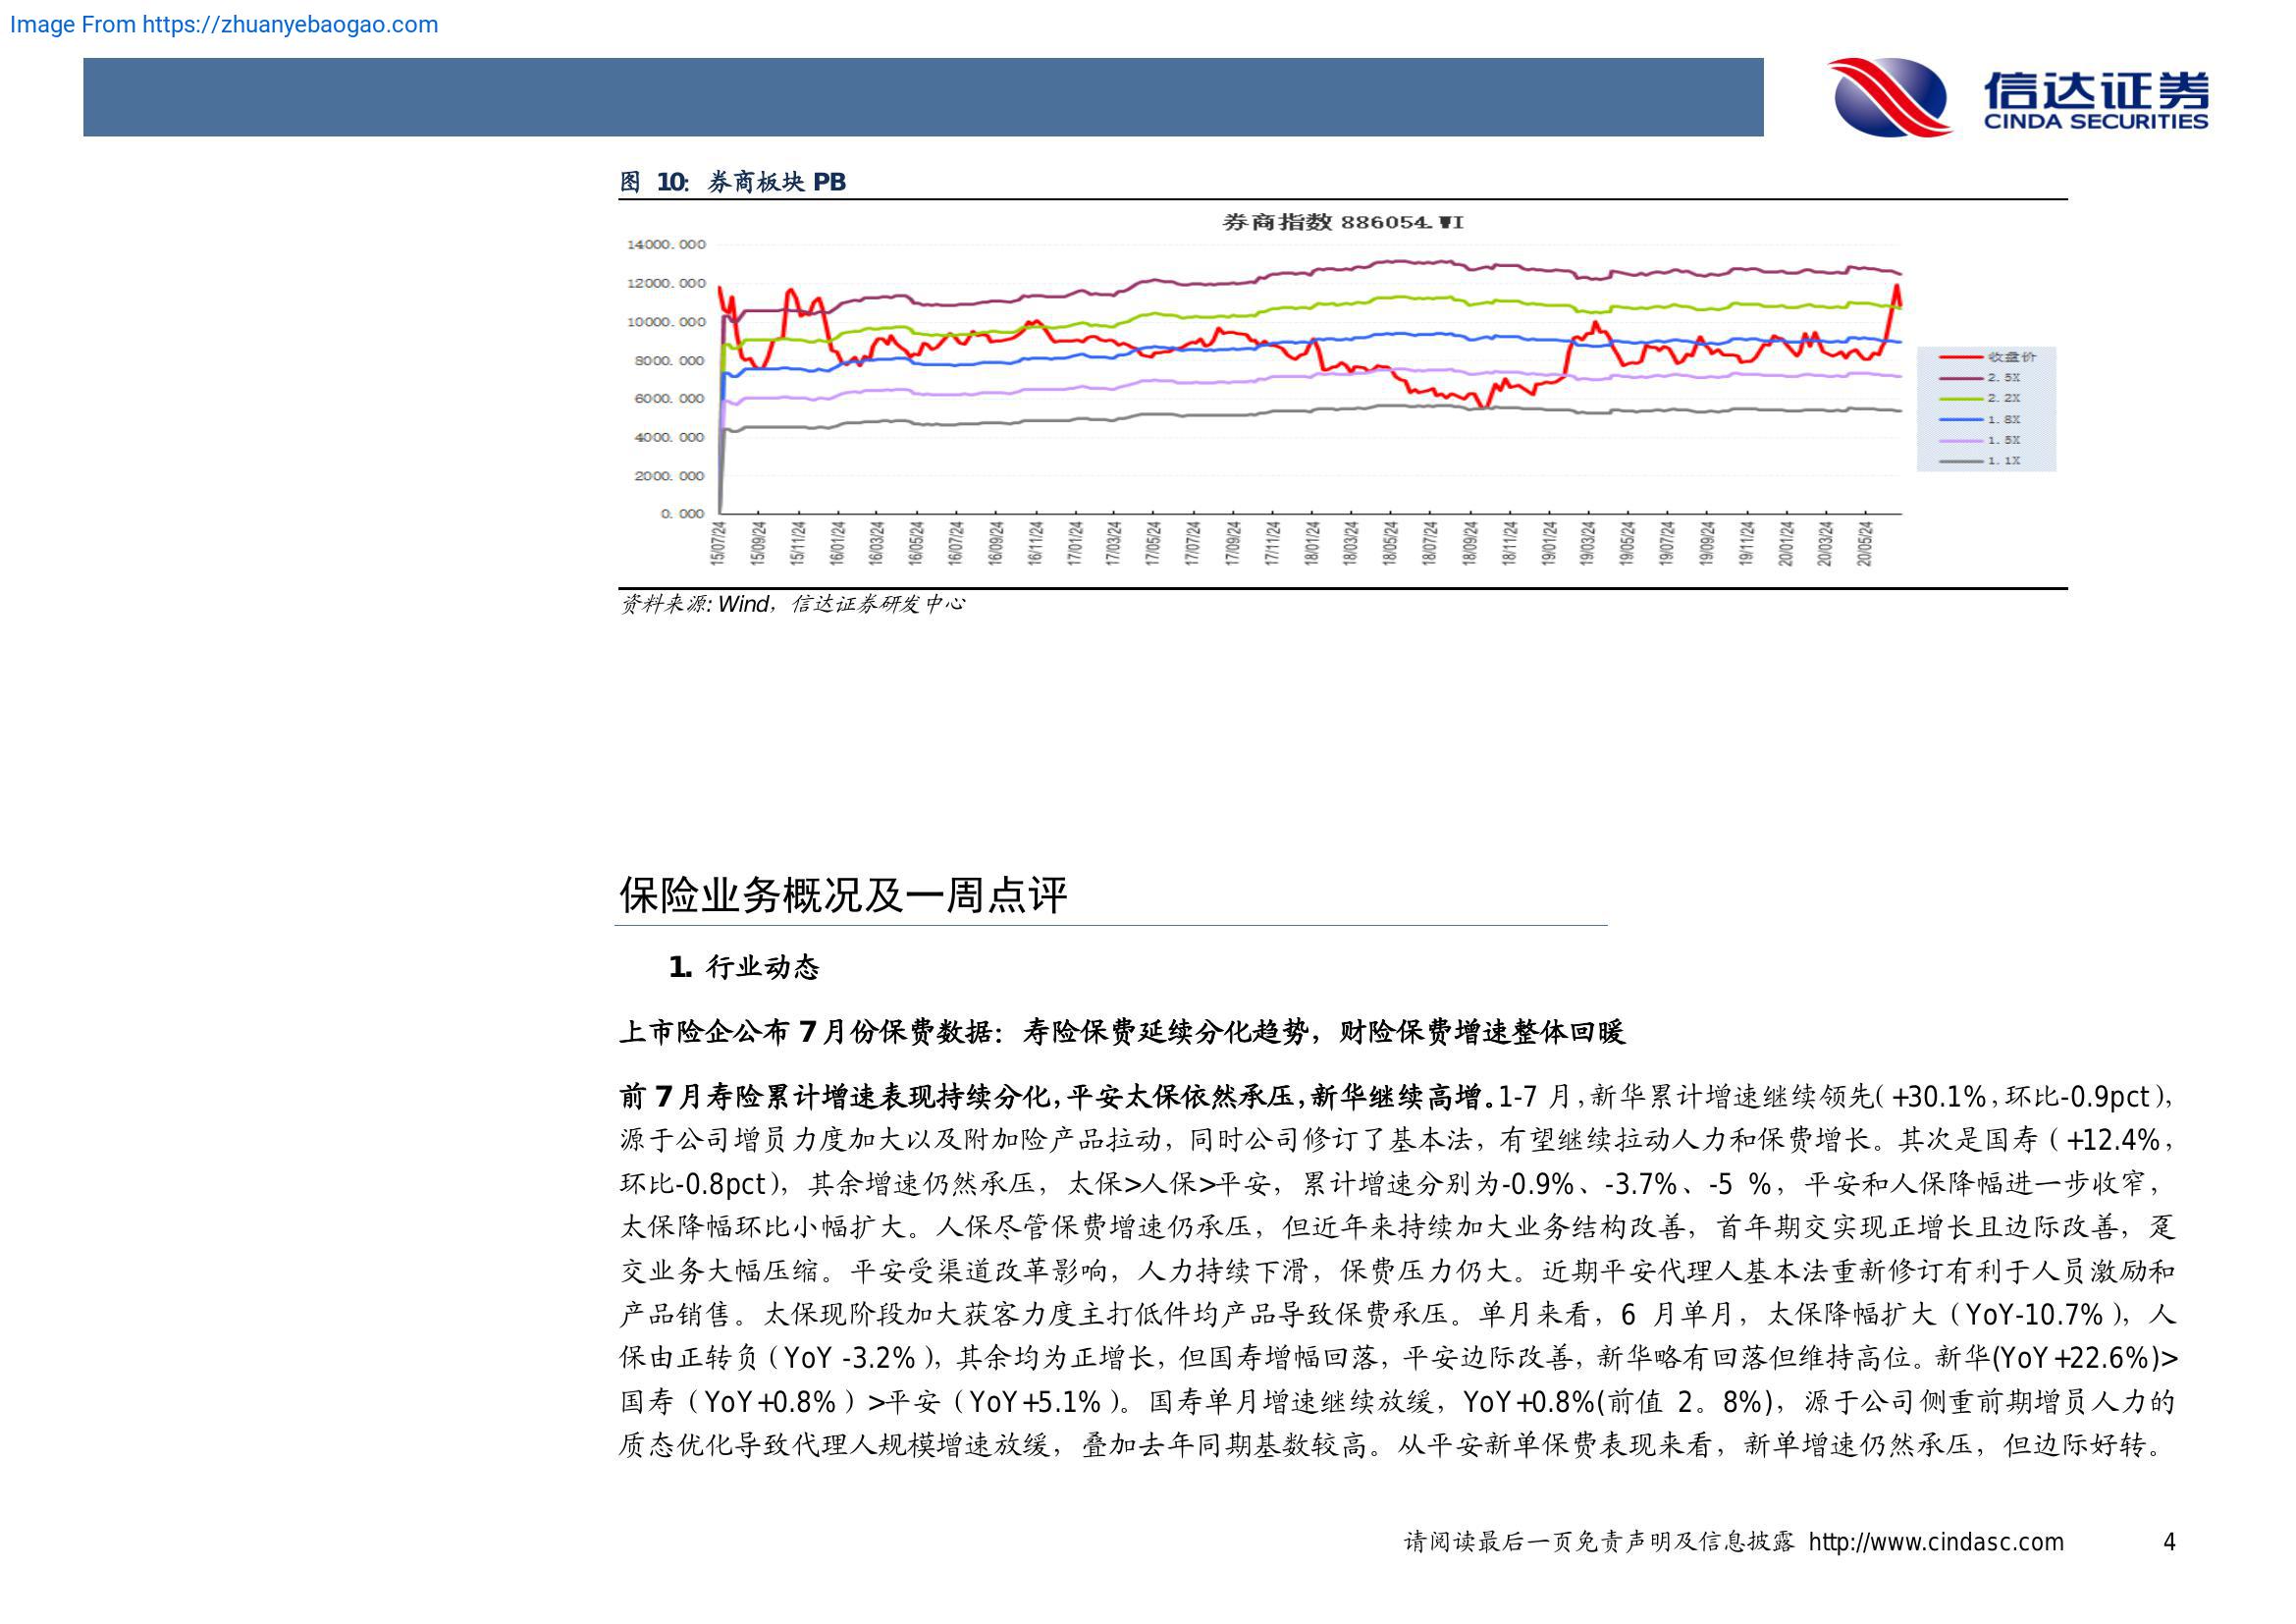 Image From https://zhuanyebaogao.com
信达证券
CINDA SECURITIES
图 10: 券商板块 PB
券商指数 886054.WI
14000.000
12000.000
10000.000
8000.000
6000.000
4000.000
2000.000
0.000
15/07/24 15/09/24 15/11/24 16/01/24 16/03/24 16/05/24 16/07/24 16/09/24 16/11/24 17/01/24 17/03/24 17/05/24 17/07/24 17/09/24 17/11/24 18/01/24 18/03/24 18/05/24 18/07/24 18/09/24 18/11/24 19/01/24 19/03/24 19/05/24 19/07/24 19/09/24 19/11/24 20/01/24 20/03/24 20/05/24
收盘价
2.5X
2.2X
1.8X
1.5X
1.1X
资料来源: Wind，信达证券研发中心
保险业务概况及一周点评
1. 行业动态
上市险企公布 7 月份保费数据：寿险保费延续分化趋势，财险保费增速整体回暖
前 7 月寿险累计增速表现持续分化，平安太保依然承压，新华继续高增。1-7 月，新华累计增速继续领先（+30.1%，环比-0.9pct），
源于公司增员力度加大以及附加险产品拉动，同时公司修订了基本法，有望继续拉动人力和保费增长。其次是国寿（+12.4%，
环比-0.8pct），其余增速仍然承压，太保>人保>平安，累计增速分别为-0.9%、-3.7%、-5 %，平安和人保降幅进一步收窄，
太保降幅环比小幅扩大。人保尽管保费增速仍承压，但近年来持续加大业务结构改善，首年期交实现正增长且边际改善，趸
交业务大幅压缩。平安受渠道改革影响，人力持续下滑，保费压力仍大。近期平安代理人基本法重新修订有利于人员激励和
产品销售。太保现阶段加大获客力度主打低件均产品导致保费承压。单月来看，6 月单月，太保降幅扩大（YoY-10.7%），人
保由正转负（YoY -3.2%），其余均为正增长，但国寿增幅回落，平安边际改善，新华略有回落但维持高位。新华(YoY+22.6%)>
国寿（YoY+0.8%）>平安（YoY+5.1%）。国寿单月增速继续放缓，YoY+0.8%(前值 2。8%)，源于公司侧重前期增员人力的
质态优化导致代理人规模增速放缓，叠加去年同期基数较高。从平安新单保费表现来看，新单增速仍然承压，但边际好转。
请阅读最后一页免责声明及信息披露 http://www.cindasc.com 4